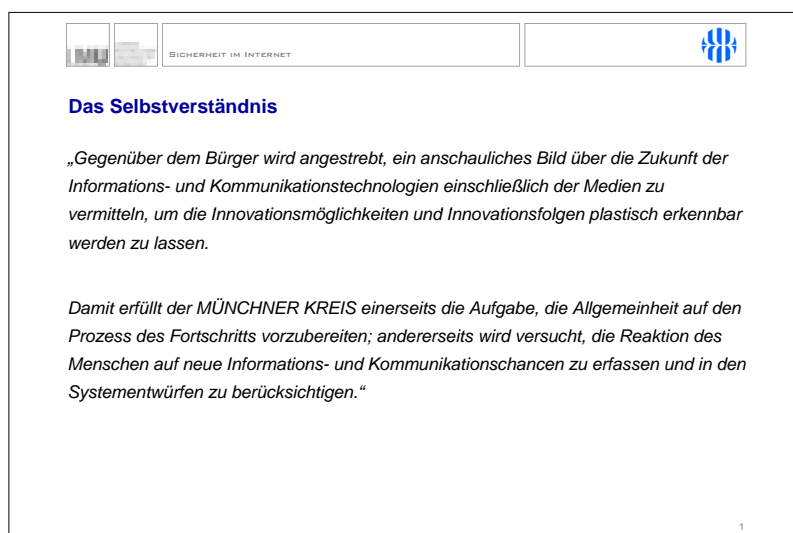 LMU
SICHERHEIT IM INTERNET
Das Selbstverständnis
„Gegenüber dem Bürger wird angestrebt, ein anschauliches Bild über die Zukunft der
Informations- und Kommunikationstechnologien einschließlich der Medien zu
vermitteln, um die Innovationsmöglichkeiten und Innovationsfolgen plastisch erkennbar
werden zu lassen.
Damit erfüllt der MÜNCHNER KREIS einerseits die Aufgabe, die Allgemeinheit auf den
Prozess des Fortschritts vorzubereiten; andererseits wird versucht, die Reaktion des
Menschen auf neue Informations- und Kommunikationschancen zu erfassen und in den
Systementwürfen zu berücksichtigen.“
1